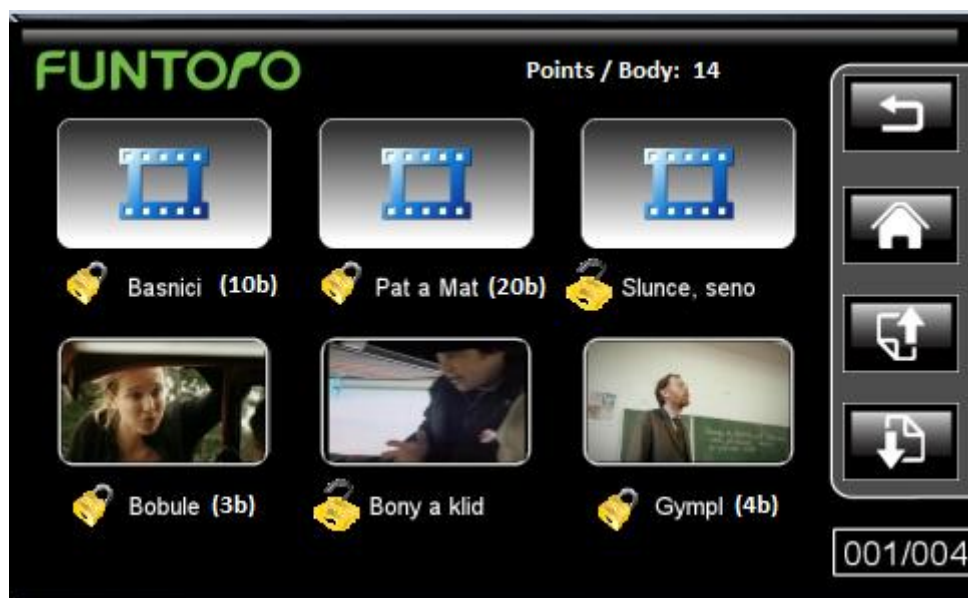 FUNTORO
Points / Body: 14
Basnici (10b)
Pat a Mat (20b)
Slunce, seno
Bobule (3b)
Bony a klid
Gympl (4b)
001/004